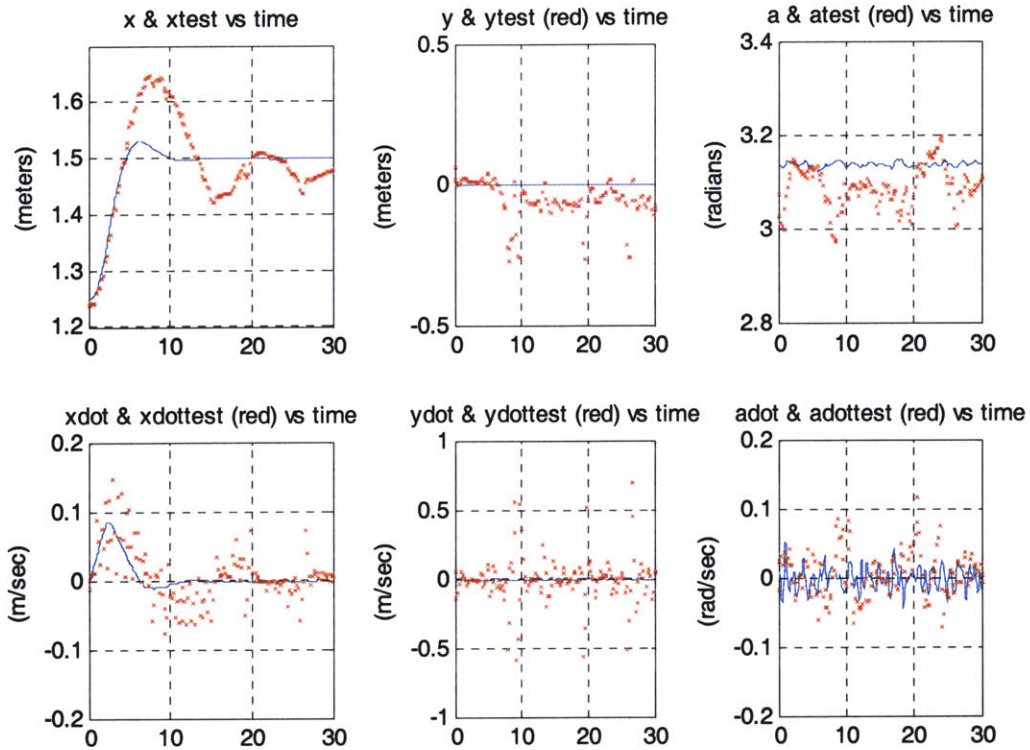 x & xtest vs time
y & ytest (red) vs time
a & atest (red) vs time
(meters)
1.6
1.5
1.4
1.3
1.2
0 10 20 30
(meters)
0.5
0
-0.5
0 10 20 30
(radians)
3.4
3.2
3
2.8
0 10 20 30
xdot & xdottest (red) vs time
ydot & ydottest (red) vs time
adot & adottest (red) vs time
(m/sec)
0.2
0.1
0
-0.1
-0.2
0 10 20 30
(m/sec)
1
0.5
0
-0.5
-1
0 10 20 30
(rad/sec)
0.2
0.1
0
-0.1
-0.2
0 10 20 30